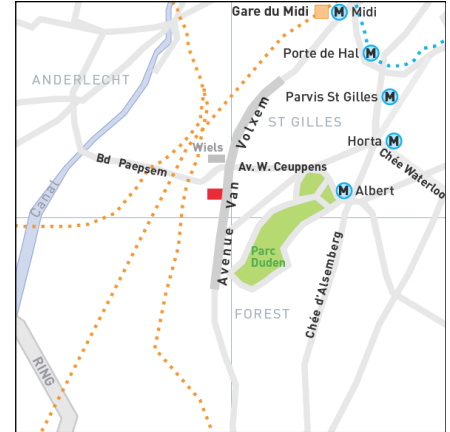 Gare du Midi M Midi
Porte de Hal M
ANDERLECHT
Parvis St Gilles M
ST GILLES
Wiels
Horta M
Bd Paepsem
Av. W. Ceuppens
Chée Waterloo
Canal
Avenue Van Volxem
M Albert
Parc
Duden
Chée d'Alsemberg
FOREST
RING